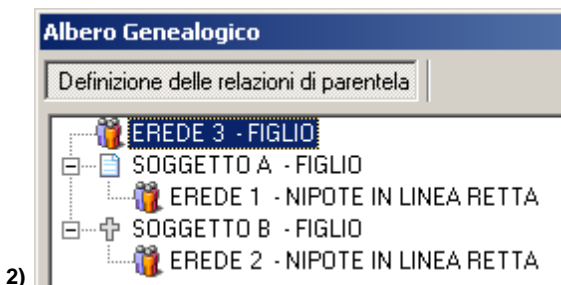 Albero Genealogico
Definizione delle relazioni di parentela
EREDE 3 - FIGLIO
SOGGETTO A - FIGLIO
EREDE 1 - NIPOTE IN LINEA RETTA
SOGGETTO B - FIGLIO
EREDE 2 - NIPOTE IN LINEA RETTA
2)